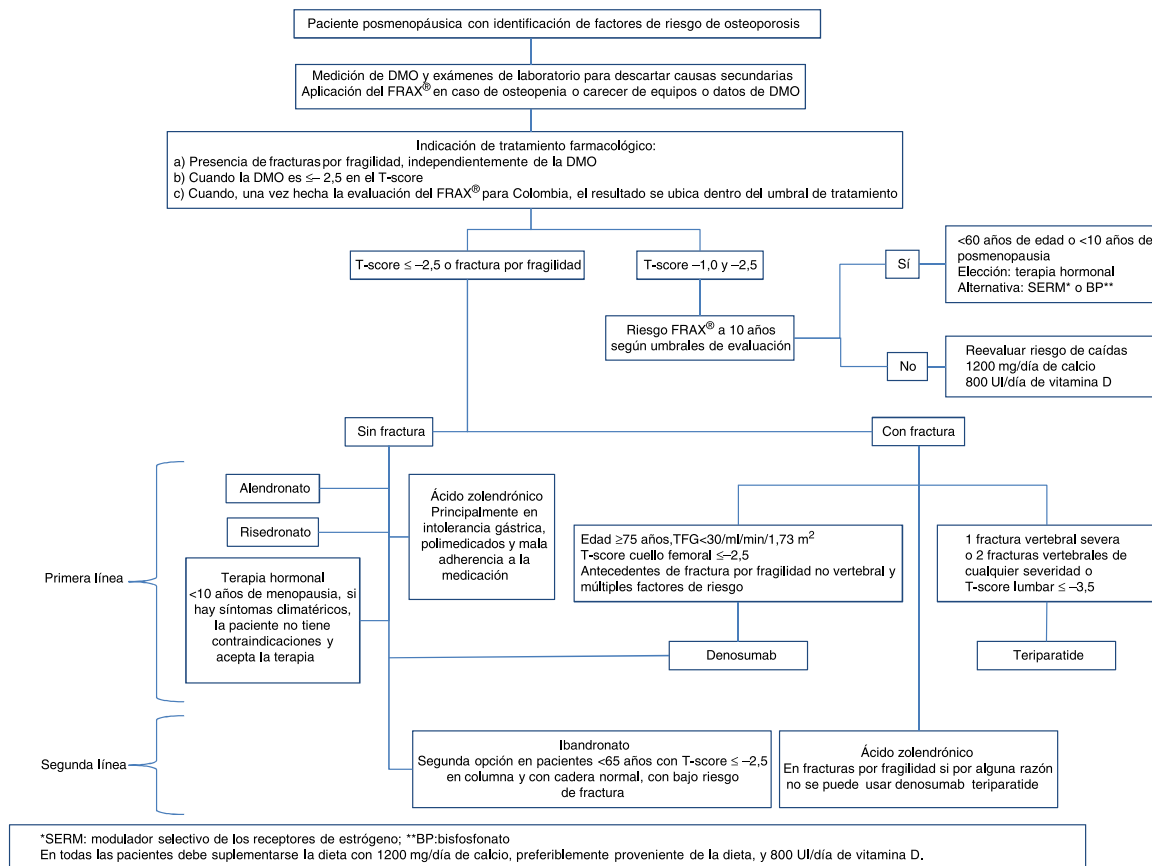 Paciente posmenopáusica con identificación de factores de riesgo de osteoporosis
Medición de DMO y exámenes de laboratorio para descartar causas secundarias
Aplicación del FRAX® en caso de osteopenia o carecer de equipos o datos de DMO
Indicación de tratamiento farmacológico:
a) Presencia de fracturas por fragilidad, independientemente de la DMO
b) Cuando la DMO es ≤– 2,5 en el T-score
c) Cuando, una vez hecha la evaluación del FRAX® para Colombia, el resultado se ubica dentro del umbral de tratamiento
T-score ≤ –2,5 o fractura por fragilidad
T-score –1,0 y –2,5
Riesgo FRAX® a 10 años
según umbrales de evaluación
Sí
<60 años de edad o <10 años de
posmenopausia
Elección: terapia hormonal
Alternativa: SERM* o BP**
No
Reevaluar riesgo de caídas
1200 mg/día de calcio
800 UI/día de vitamina D
Sin fractura
Con fractura
Primera línea
Alendronato
Risedronato
Terapia hormonal
<10 años de menopausia, si
hay síntomas climatéricos,
la paciente no tiene
contraindicaciones y
acepta la terapia
Ácido zolendrónico
Principalmente en
intolerancia gástrica,
polimedicados y mala
adherencia a la
medicación
Edad ≥75 años,TFG<30/ml/min/1,73 m²
T-score cuello femoral ≤–2,5
Antecedentes de fractura por fragilidad no vertebral y
múltiples factores de riesgo
Denosumab
1 fractura vertebral severa
o 2 fracturas vertebrales de
cualquier severidad o
T-score lumbar ≤ –3,5
Teriparatide
Segunda línea
Ibandronato
Segunda opción en pacientes <65 años con T-score ≤ –2,5
en columna y con cadera normal, con bajo riesgo
de fractura
Ácido zolendrónico
En fracturas por fragilidad si por alguna razón
no se puede usar denosumab teriparatide
*SERM: modulador selectivo de los receptores de estrógeno; **BP:bisfosfonato
En todas las pacientes debe suplementarse la dieta con 1200 mg/día de calcio, preferiblemente proveniente de la dieta, y 800 UI/día de vitamina D.